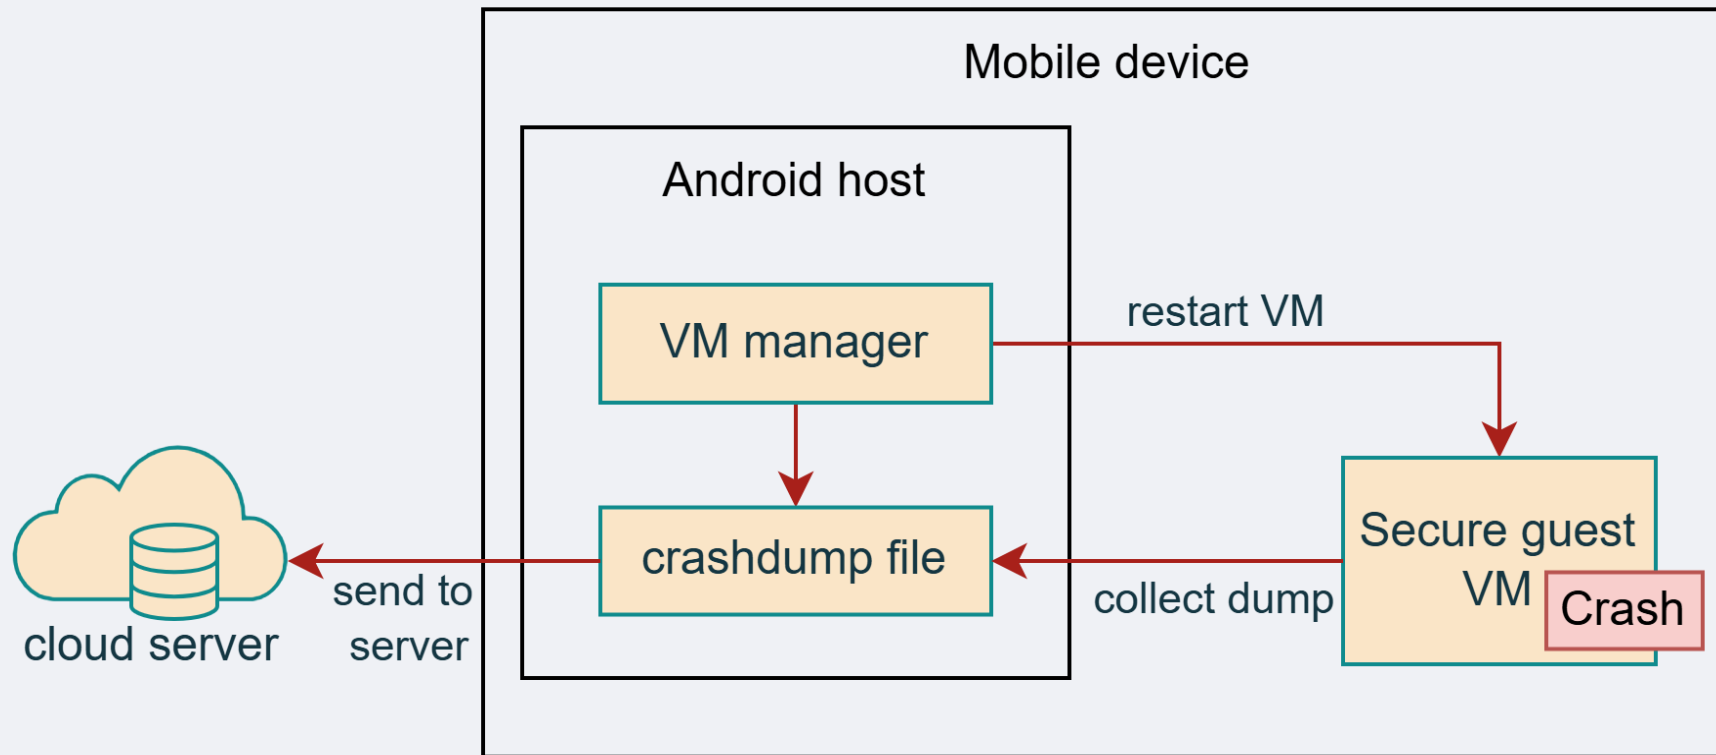 Mobile device
Android host
VM manager
restart VM
crashdump file
Secure guest
VM
Crash
collect dump
send to
server
cloud server